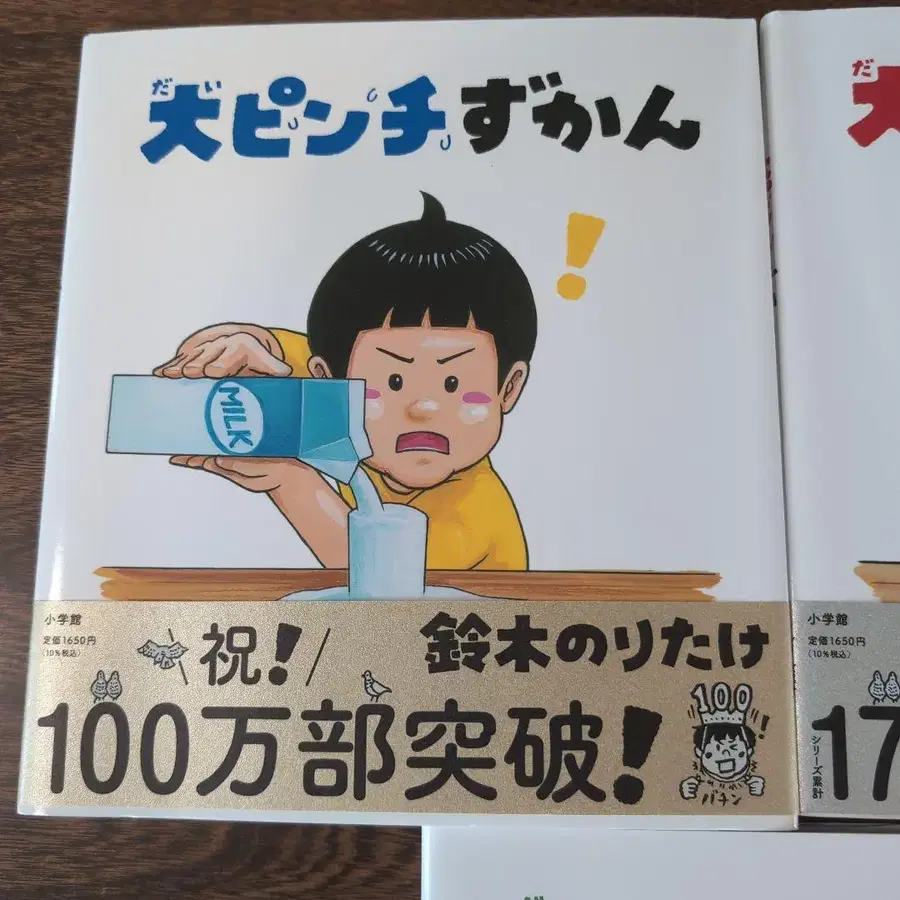 だい
大ピンチずかん
MILK
小学館
定価1650円
(10%税込)
祝!
鈴木のりたけ
100万部突破!
100
バチン
だ
小学館
定価1650円
(10%税込)
17
シリーズ累計